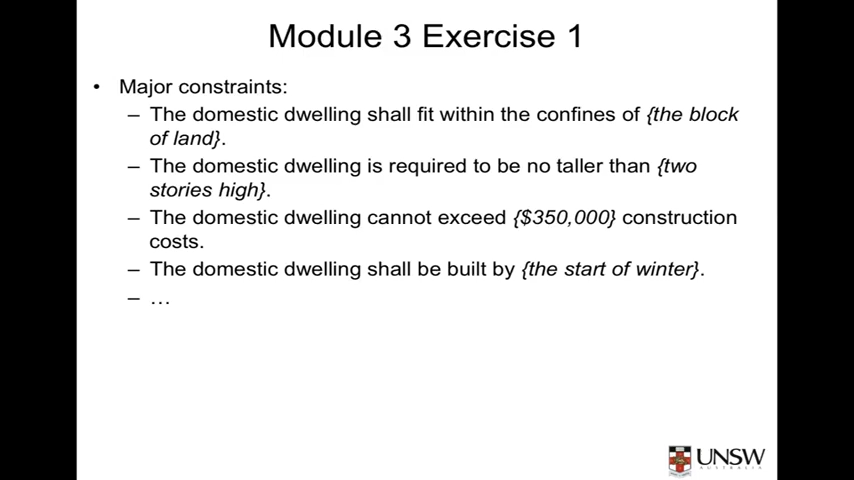 Module 3 Exercise 1
• Major constraints:
– The domestic dwelling shall fit within the confines of {the block
of land}.
– The domestic dwelling is required to be no taller than {two
stories high}.
– The domestic dwelling cannot exceed {$350,000} construction
costs.
– The domestic dwelling shall be built by {the start of winter}.
– …
UNSW
AUSTRALIA